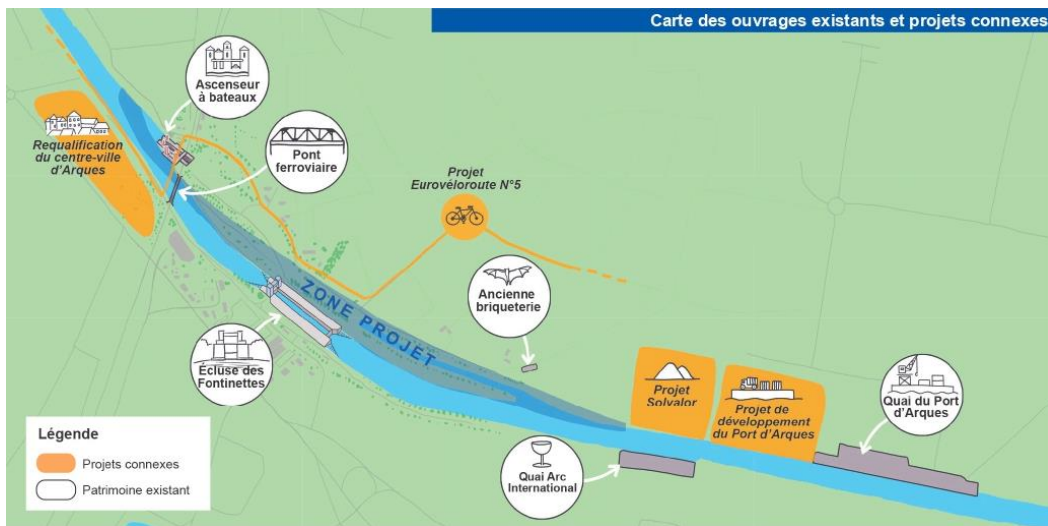 Carte des ouvrages existants et projets connexes
Ascenseur
à bateaux
Requalification
du centre-ville
d'Arques
Pont
ferroviaire
Projet
Eurovéloroute N°5
ZONE PROJET
Ancienne
briqueterie
Écluse des
Fontinettes
Projet
Solvalor
Projet de
développement
du Port d'Arques
Quai du Port
d'Arques
Quai Arc
International
Légende
Projets connexes
Patrimoine existant